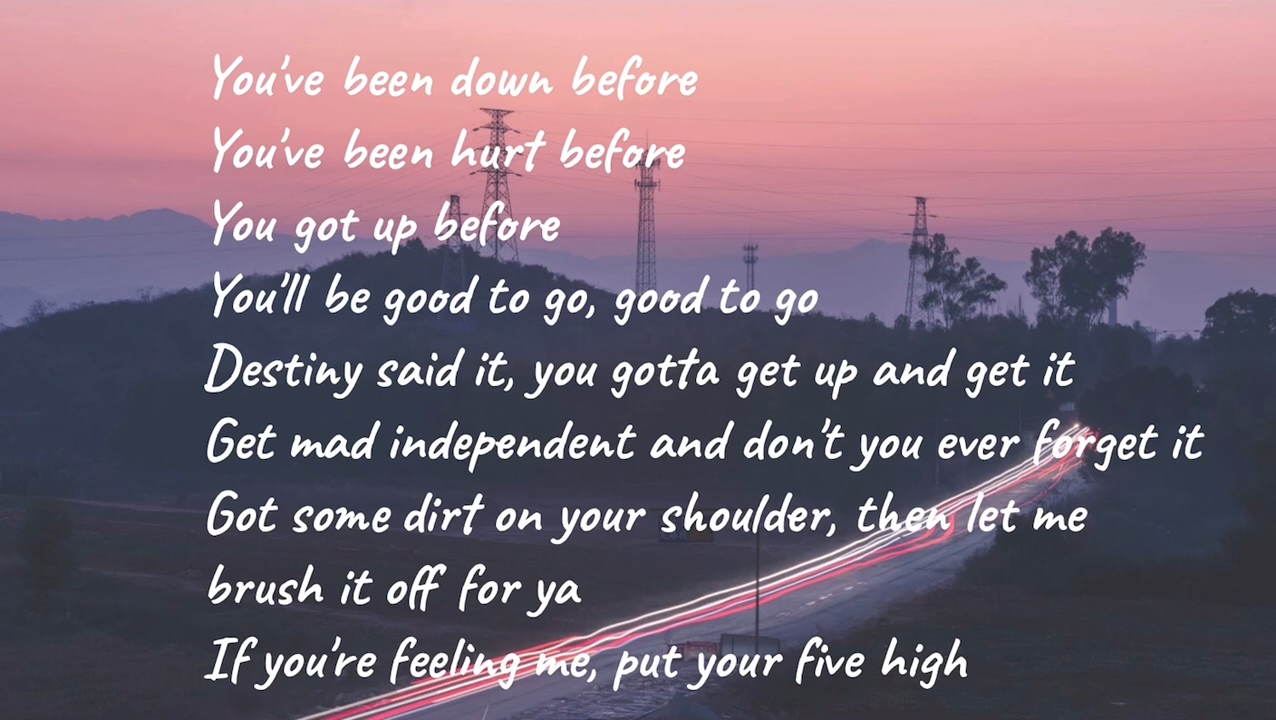 You've been down before
You've been hurt before
You got up before
You'll be good to go, good to go
Destiny said it, you gotta get up and get it
Get mad independent and don't you ever forget it
Got some dirt on your shoulder, then let me
brush it off for ya
If you're feeling me, put your five high